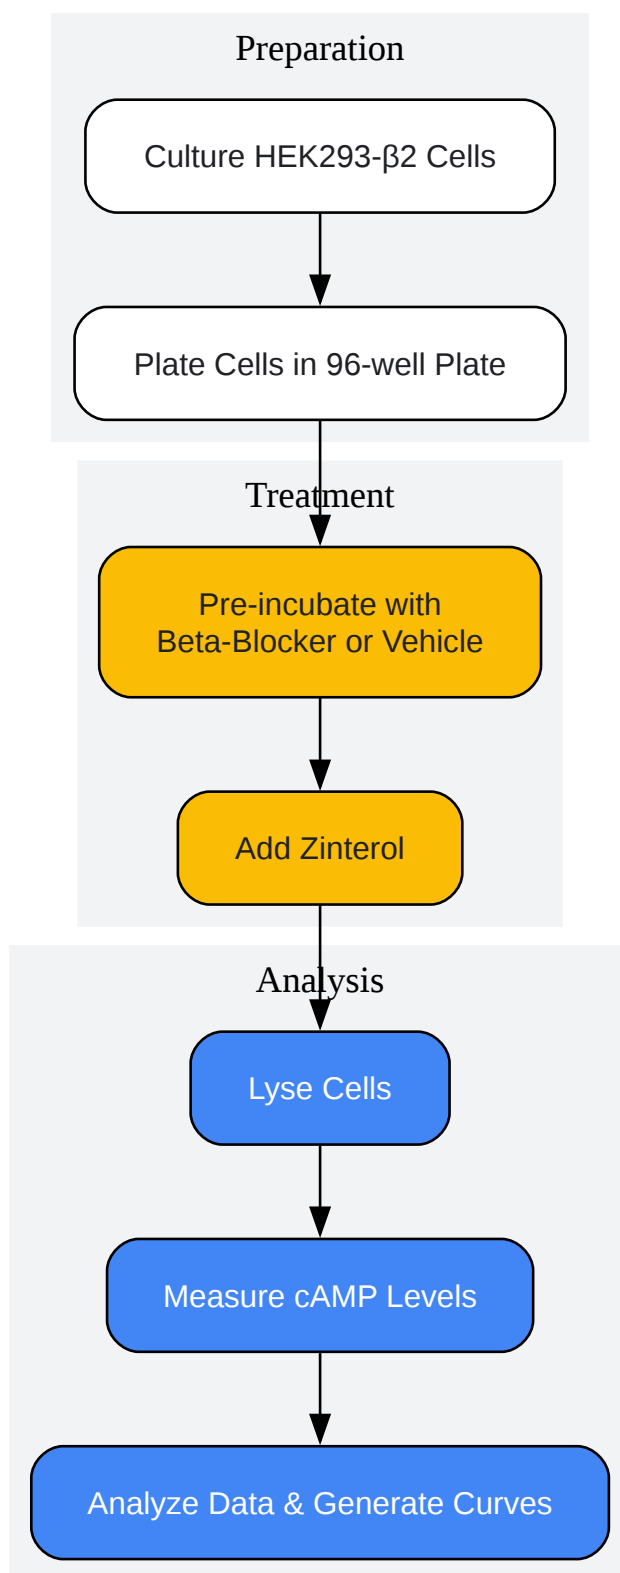 Preparation
Culture HEK293-β2 Cells
Plate Cells in 96-well Plate
Treatment
Pre-incubate with
Beta-Blocker or Vehicle
Add Zinterol
Analysis
Lyse Cells
Measure cAMP Levels
Analyze Data & Generate Curves